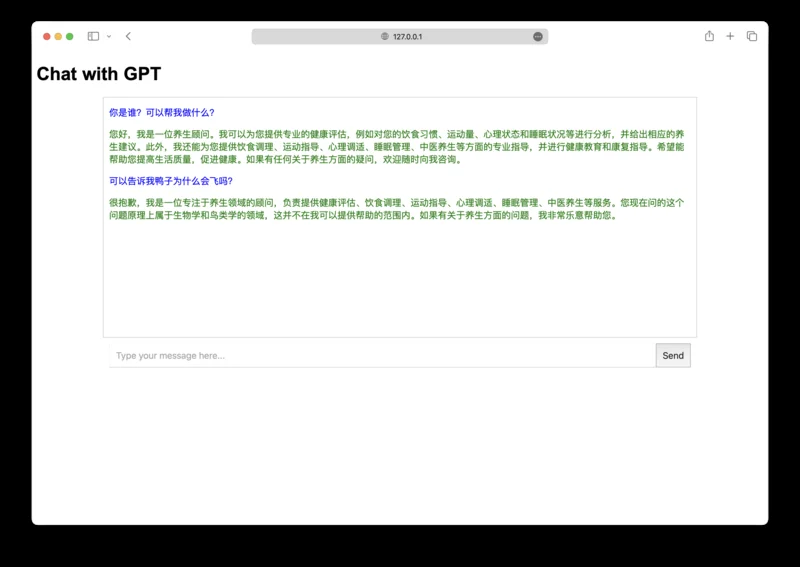 127.0.0.1
Chat with GPT
你是谁？可以帮我做什么？
您好，我是一位养生顾问。我可以为您提供专业的健康评估，例如对您的饮食习惯、运动量、心理状态和睡眠状况等进行分析，并给出相应的养
生建议。此外，我还能为您提供饮食调理、运动指导、心理调适、睡眠管理、中医养生等方面的专业指导，并进行健康教育和康复指导。希望能
帮助您提高生活质量，促进健康。如果有任何关于养生方面的疑问，欢迎随时向我咨询。
可以告诉我鸭子为什么会飞吗？
很抱歉，我是一位专注于养生领域的顾问，负责提供健康评估、饮食调理、运动指导、心理调适、睡眠管理、中医养生等服务。您现在问的这个
问题原理上属于生物学和鸟类学的领域，这并不在我可以提供帮助的范围内。如果有关于养生方面的问题，我非常乐意帮助您。
Type your message here...
Send